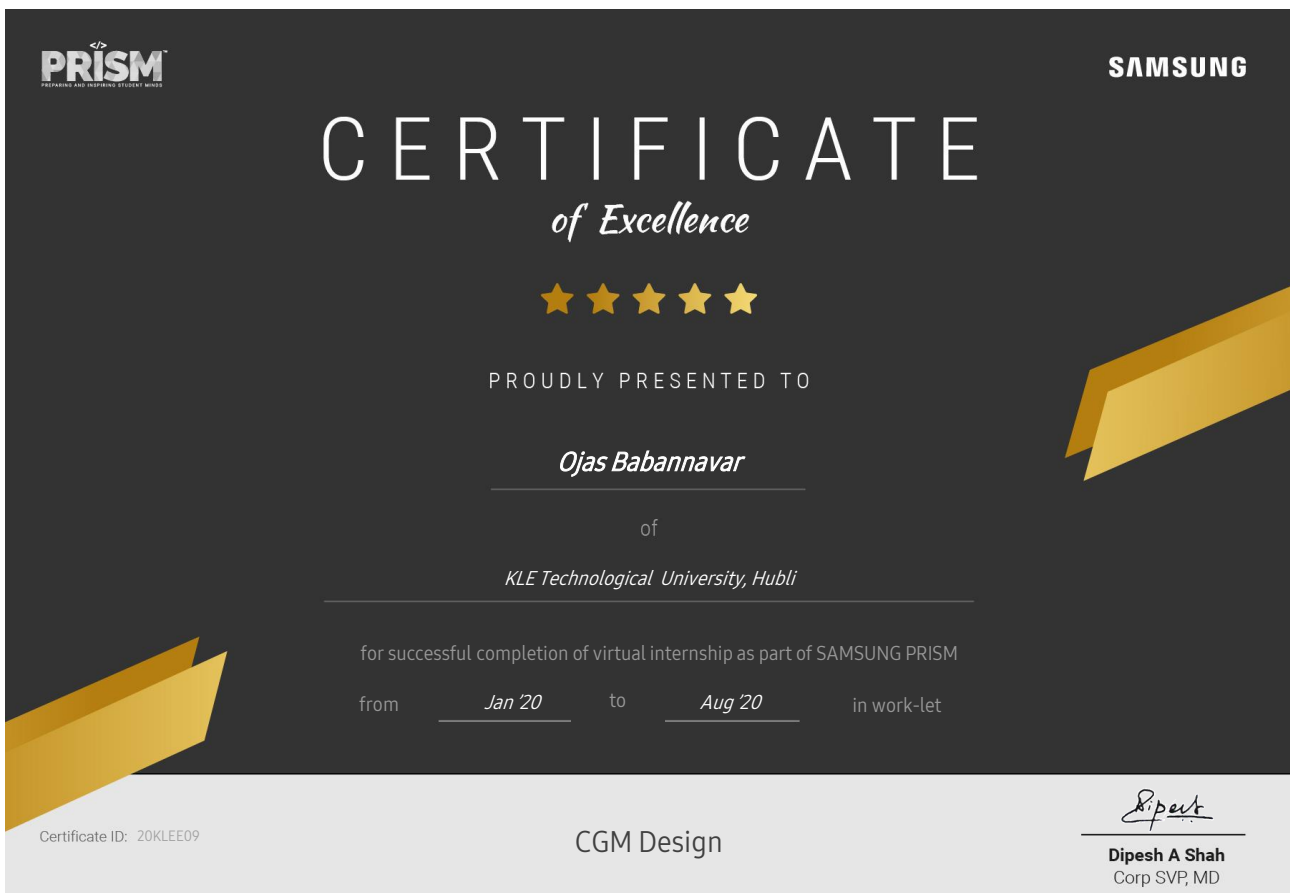 </>
PRISM™
PREPARING AND INSPIRING STUDENT MINDS
SAMSUNG
CERTIFICATE
of Excellence
PROUDLY PRESENTED TO
Ojas Babannavar
of
KLE Technological University, Hubli
for successful completion of virtual internship as part of SAMSUNG PRISM
from Jan '20 to Aug '20 in work-let
Certificate ID: 20KLEE09
CGM Design
Dipesh
Dipesh A Shah
Corp SVP, MD